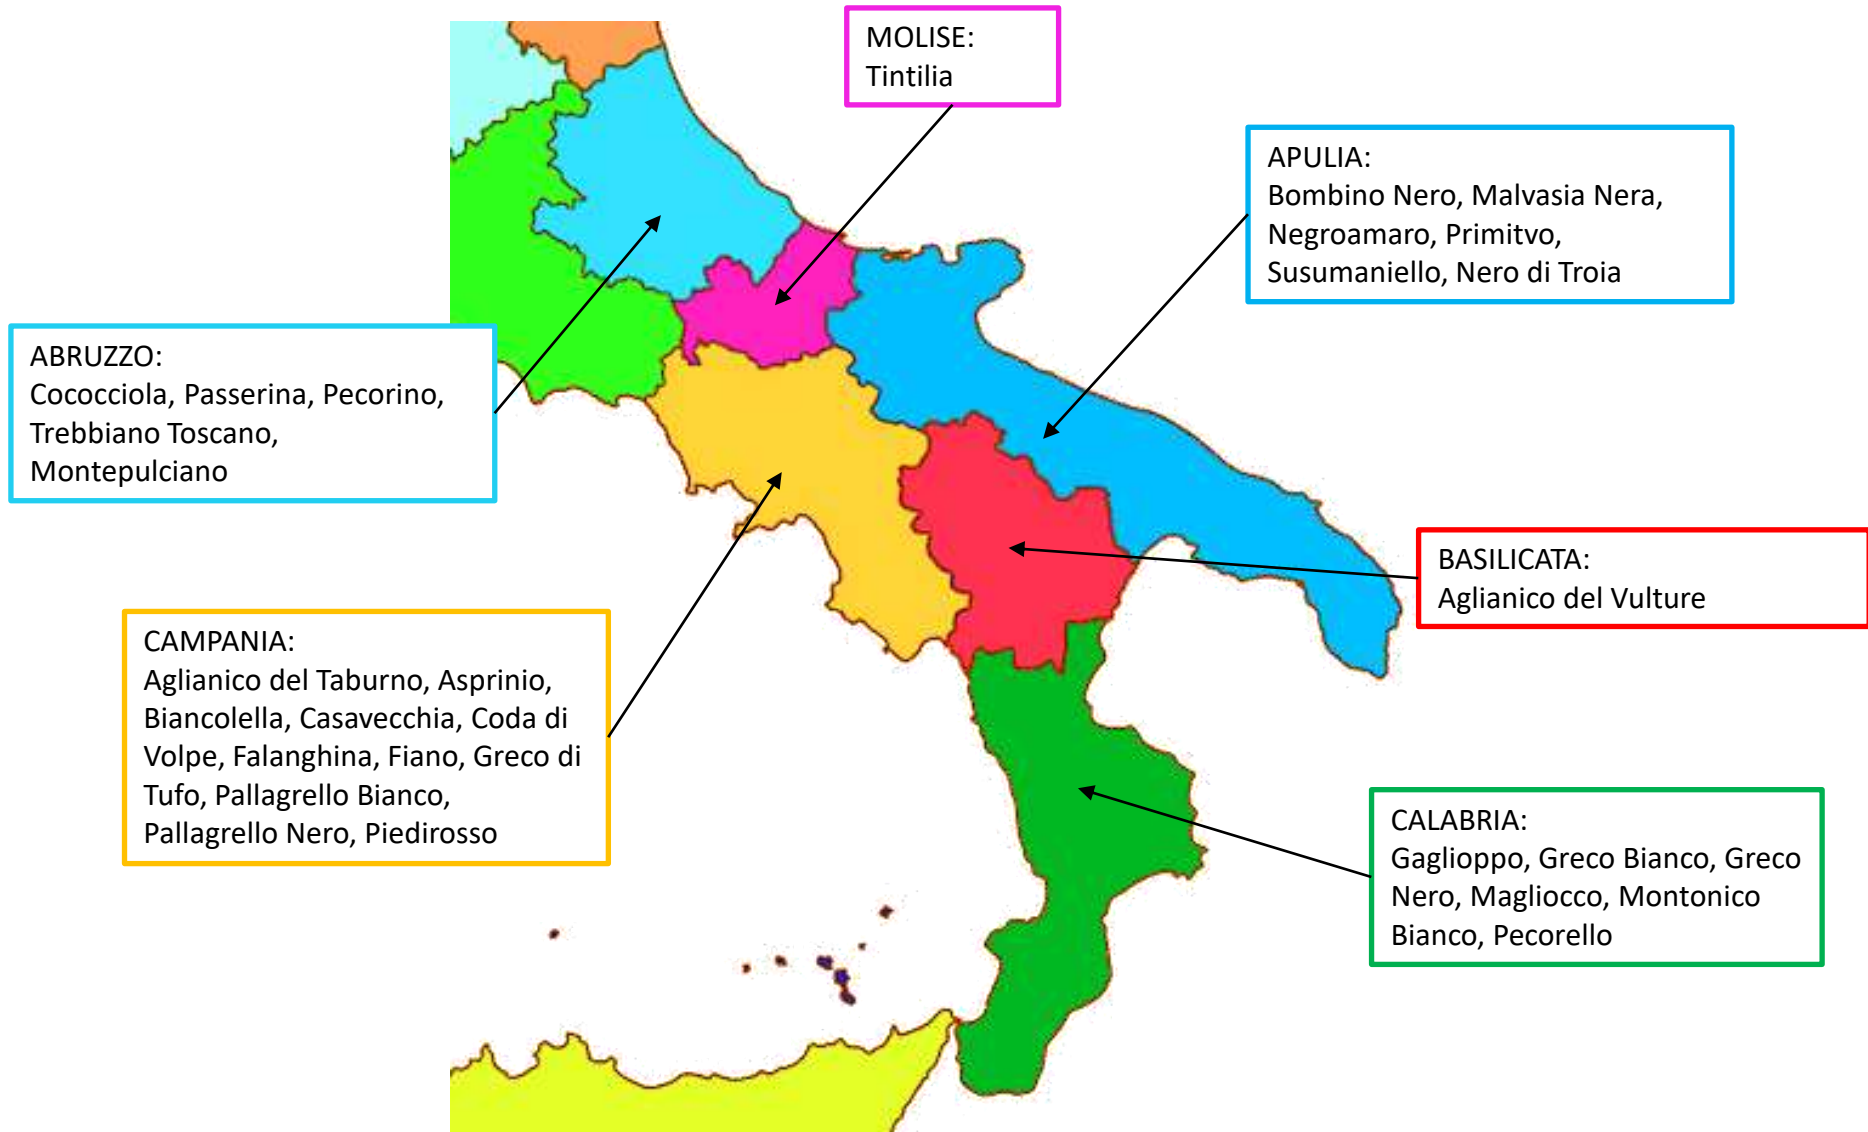 MOLISE:
Tintilia
APULIA:
Bombino Nero, Malvasia Nera,
Negroamaro, Primitvo,
Susumaniello, Nero di Troia
ABRUZZO:
Cococciola, Passerina, Pecorino,
Trebbiano Toscano,
Montepulciano
BASILICATA:
Aglianico del Vulture
CAMPANIA:
Aglianico del Taburno, Asprinio,
Biancolella, Casavecchia, Coda di
Volpe, Falanghina, Fiano, Greco di
Tufo, Pallagrello Bianco,
Pallagrello Nero, Piedirosso
CALABRIA:
Gaglioppo, Greco Bianco, Greco
Nero, Magliocco, Montonico
Bianco, Pecorello